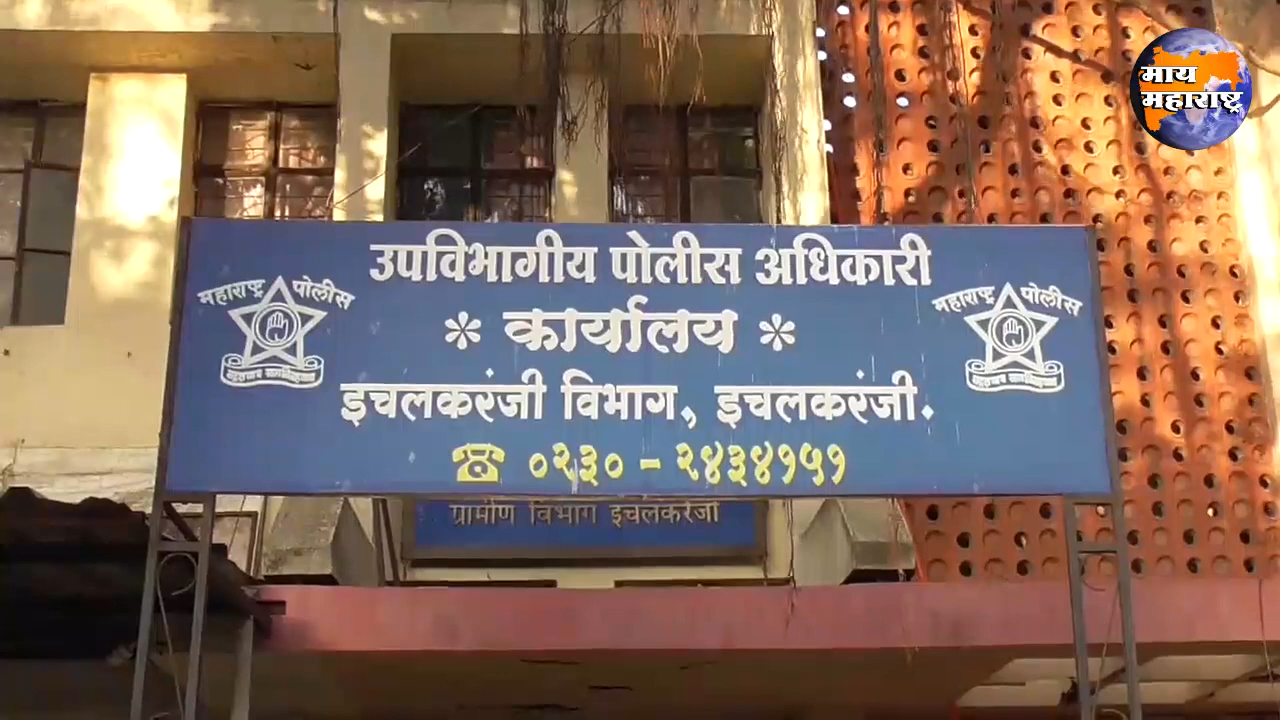 माय
महाराष्ट्र
उपविभागीय पोलीस अधिकारी
महाराष्ट्र पोलीस
महाराष्ट्र पोलीस
* कार्यालय *
इचलकरंजी विभाग, इचलकरंजी.
☎ ०२३० - २४३४१५१
ग्रामीण विभाग इचलकरंजी